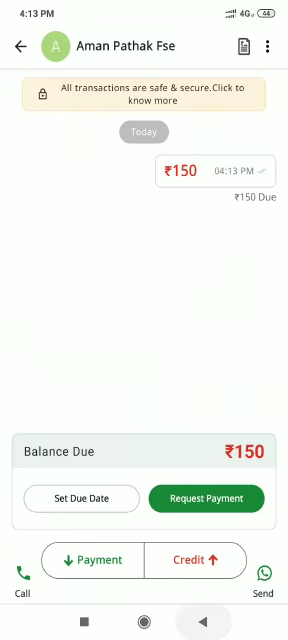 4:13 PM
4G
44
A
Aman Pathak Fse
All transactions are safe & secure.Click to
know more
Today
₹150 04:13 PM
₹150 Due
Balance Due ₹150
Set Due Date Request Payment
Payment Credit
Call Send